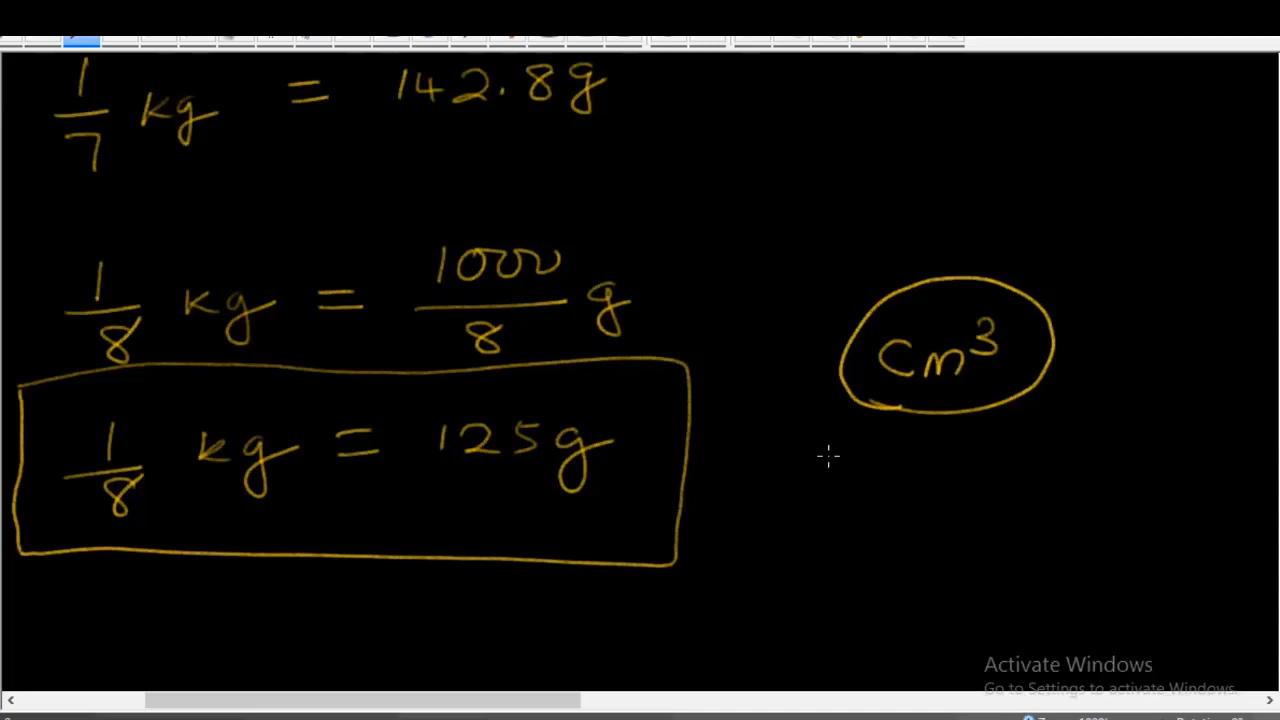 1/7 kg = 142.8g
1/8 kg = 1000/8 g
cm³
1/8 kg = 125g
Activate Windows
Go to Settings to activate Windows.